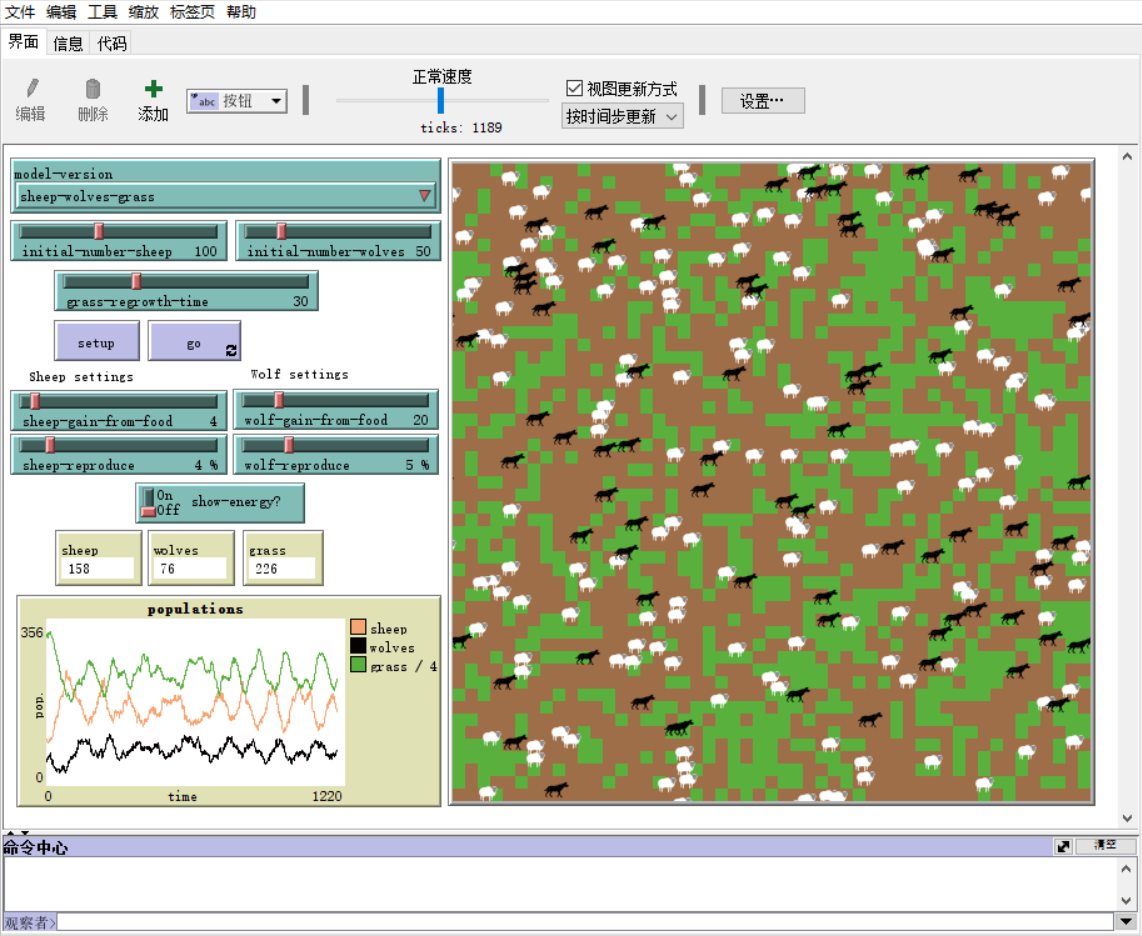 文件 编辑 工具 缩放 标签页 帮助
界面 信息 代码
正常速度
视图更新方式
编辑 删除 添加 abc 按钮
按时间步更新
设置…
ticks: 1189
model-version
sheep-wolves-grass
initial-number-sheep 100
initial-number-wolves 50
grass-regrowth-time 30
setup go
Sheep settings
Wolf settings
sheep-gain-from-food 4
wolf-gain-from-food 20
sheep-reproduce 4 %
wolf-reproduce 5 %
On
Off
show-energy?
sheep wolves grass
158 76 226
populations
356
pop.
0
0 time 1220
sheep
wolves
grass / 4
命令中心
清空
观察者>